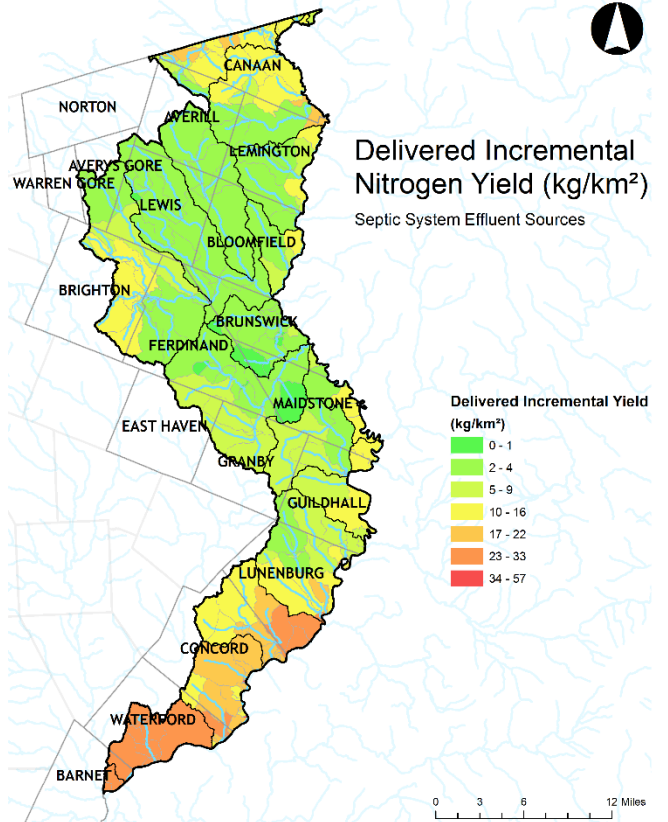 CANAAN
NORTON
AVERILL
Delivered Incremental
Nitrogen Yield (kg/km²)
Septic System Effluent Sources
LEMINGTON
AVERYS GORE
WARREN GORE
LEWIS
BLOOMFIELD
BRIGHTON
BRUNSWICK
FERDINAND
MAIDSTONE
EAST HAVEN
GRANBY
GUILDHALL
Delivered Incremental Yield
(kg/km²)
0 - 1
2 - 4
5 - 9
10 - 16
17 - 22
23 - 33
34 - 57
LUNENBURG
CONCORD
WATERFORD
BARNET
0 3 6 12 Miles